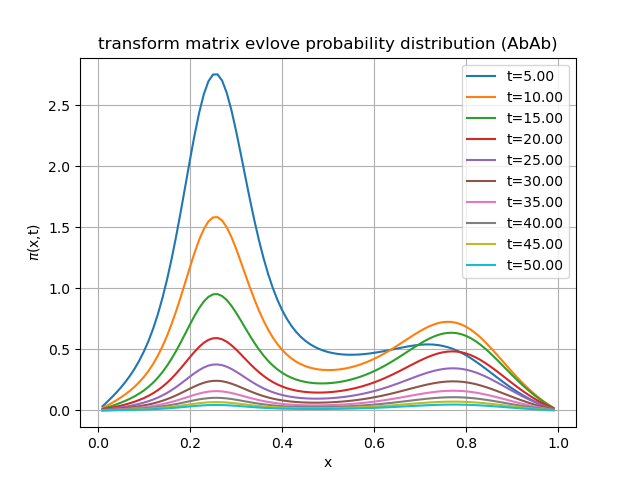 transform matrix evlove probability distribution (AbAb)
π(x,t)
2.5
2.0
1.5
1.0
0.5
0.0
t=5.00
t=10.00
t=15.00
t=20.00
t=25.00
t=30.00
t=35.00
t=40.00
t=45.00
t=50.00
0.0 0.2 0.4 0.6 0.8 1.0
x